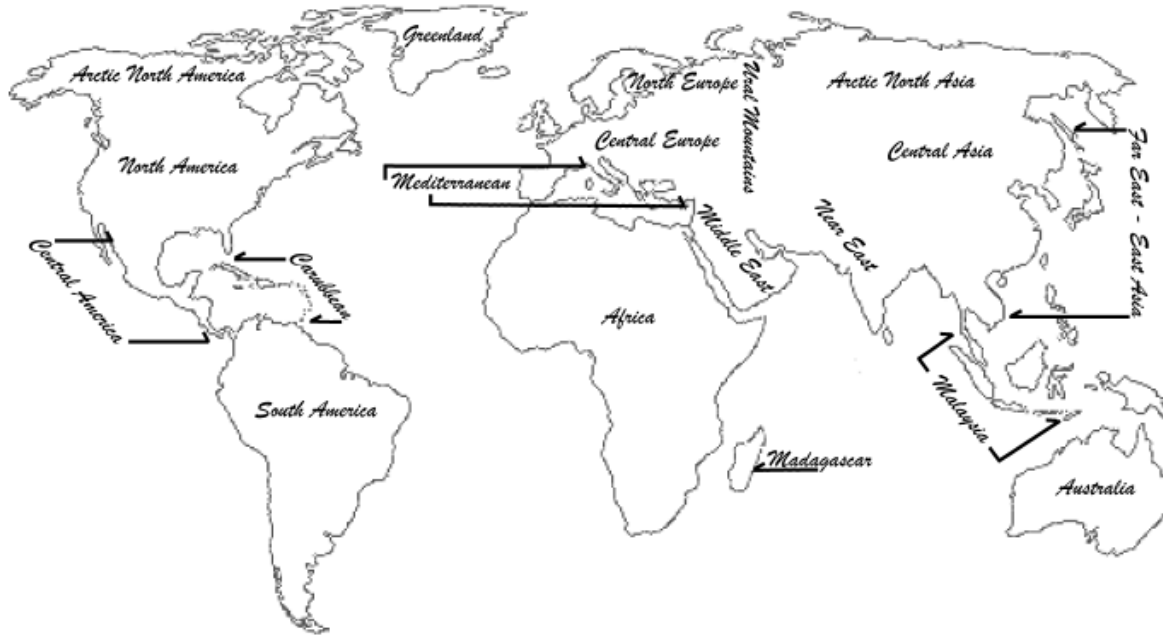 Greenland
Arctic North America
North Europe
Ural Mountains
Arctic North Asia
Far East - East Asia
Central Europe
Central Asia
North America
Mediterranean
Middle East
Near East
Central America
Caribbean
Africa
South America
Malaysia
Madagascar
Australia